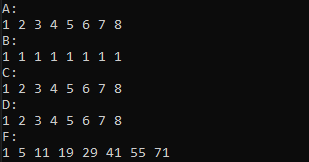 A:
1 2 3 4 5 6 7 8
B:
1 1 1 1 1 1 1 1
C:
1 2 3 4 5 6 7 8
D:
1 2 3 4 5 6 7 8
F:
1 5 11 19 29 41 55 71